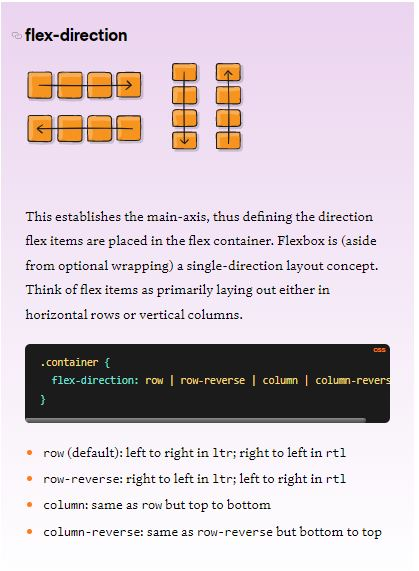 flex-direction
This establishes the main-axis, thus defining the direction
flex items are placed in the flex container. Flexbox is (aside
from optional wrapping) a single-direction layout concept.
Think of flex items as primarily laying out either in
horizontal rows or vertical columns.
CSS
.container {
flex-direction: row | row-reverse | column | column-revers
}
row (default): left to right in ltr; right to left in rtl
row-reverse: right to left in ltr; left to right in rtl
column: same as row but top to bottom
column-reverse: same as row-reverse but bottom to top